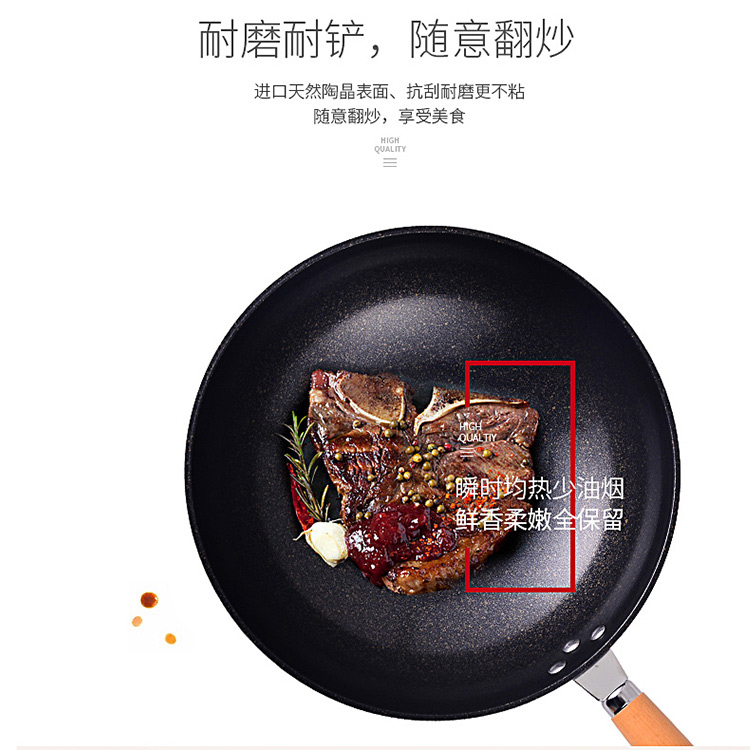 耐磨耐铲，随意翻炒
进口天然陶晶表面、抗刮耐磨更不粘
随意翻炒，享受美食
HIGH
QUALITY
HIGH
QUALTIY
瞬时均热少油烟
鲜香柔嫩全保留